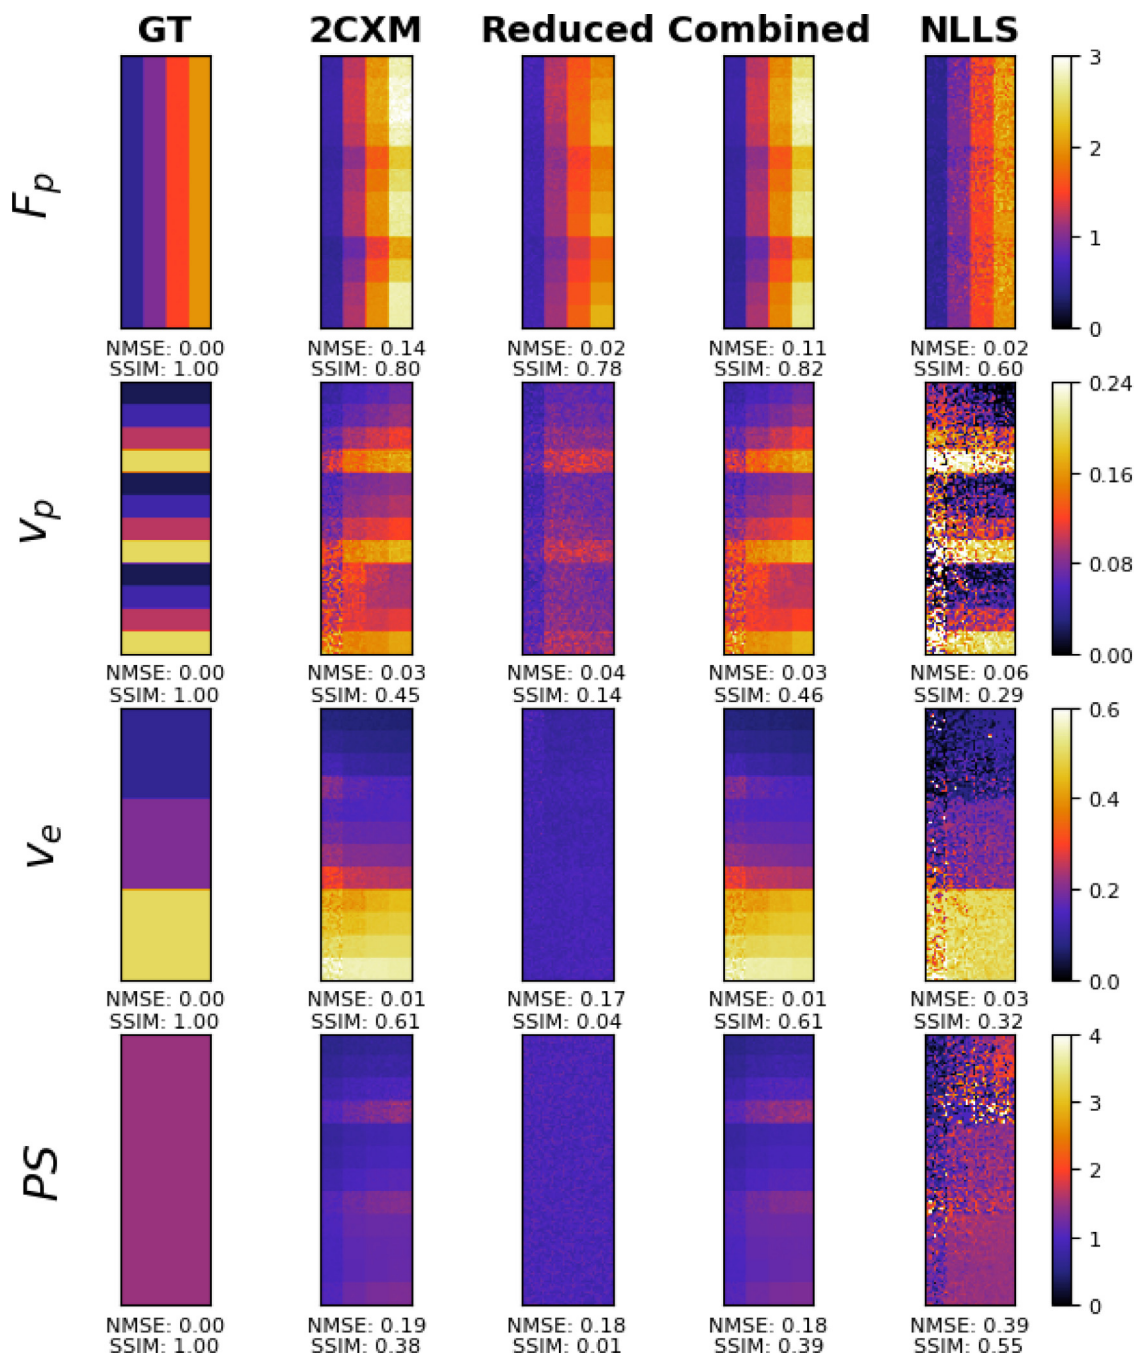 GT 2CXM Reduced Combined NLLS
F_p
3
2
1
0
NMSE: 0.00 NMSE: 0.14 NMSE: 0.02 NMSE: 0.11 NMSE: 0.02
SSIM: 1.00 SSIM: 0.80 SSIM: 0.78 SSIM: 0.82 SSIM: 0.60
v_p
0.24
0.16
0.08
0.00
NMSE: 0.00 NMSE: 0.03 NMSE: 0.04 NMSE: 0.03 NMSE: 0.06
SSIM: 1.00 SSIM: 0.45 SSIM: 0.14 SSIM: 0.46 SSIM: 0.29
v_e
0.6
0.4
0.2
0.0
NMSE: 0.00 NMSE: 0.01 NMSE: 0.17 NMSE: 0.01 NMSE: 0.03
SSIM: 1.00 SSIM: 0.61 SSIM: 0.04 SSIM: 0.61 SSIM: 0.32
PS
4
3
2
1
0
NMSE: 0.00 NMSE: 0.19 NMSE: 0.18 NMSE: 0.18 NMSE: 0.39
SSIM: 1.00 SSIM: 0.38 SSIM: 0.01 SSIM: 0.39 SSIM: 0.55